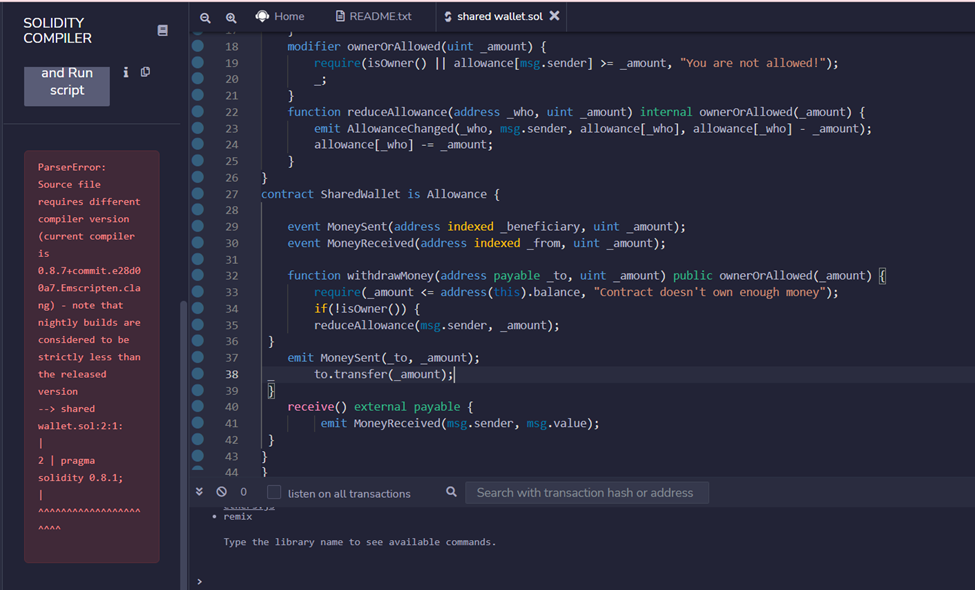 SOLIDITY
COMPILER
and Run
script
i
ParserError:
Source file
requires different
compiler version
(current compiler
is
0.8.7+commit.e28d0
0a7.Emscripten.cla
ng) - note that
nightly builds are
considered to be
strictly less than
the released
version
--> shared
wallet.sol:2:1:
|
2 | pragma
solidity 0.8.1;
|
^^^^^^^^^^^^^^^^^^
^^^^
Home
README.txt
shared wallet.sol
17 }
18 modifier ownerOrAllowed(uint _amount) {
19 require(isOwner() || allowance[msg.sender] >= _amount, "You are not allowed!");
20 _;
21 }
22 function reduceAllowance(address _who, uint _amount) internal ownerOrAllowed(_amount) {
23 emit AllowanceChanged(_who, msg.sender, allowance[_who], allowance[_who] - _amount);
24 allowance[_who] -= _amount;
25 }
26 }
27 contract SharedWallet is Allowance {
28
29 event MoneySent(address indexed _beneficiary, uint _amount);
30 event MoneyReceived(address indexed _from, uint _amount);
31
32 function withdrawMoney(address payable _to, uint _amount) public ownerOrAllowed(_amount) {
33 require(_amount <= address(this).balance, "Contract doesn't own enough money");
34 if(!isOwner()) {
35 reduceAllowance(msg.sender, _amount);
36 }
37 emit MoneySent(_to, _amount);
38 _ to.transfer(_amount);
39 }
40 receive() external payable {
41 emit MoneyReceived(msg.sender, msg.value);
42 }
43 }
44 }
0
listen on all transactions
Search with transaction hash or address
ethers.js
• remix
Type the library name to see available commands.
>